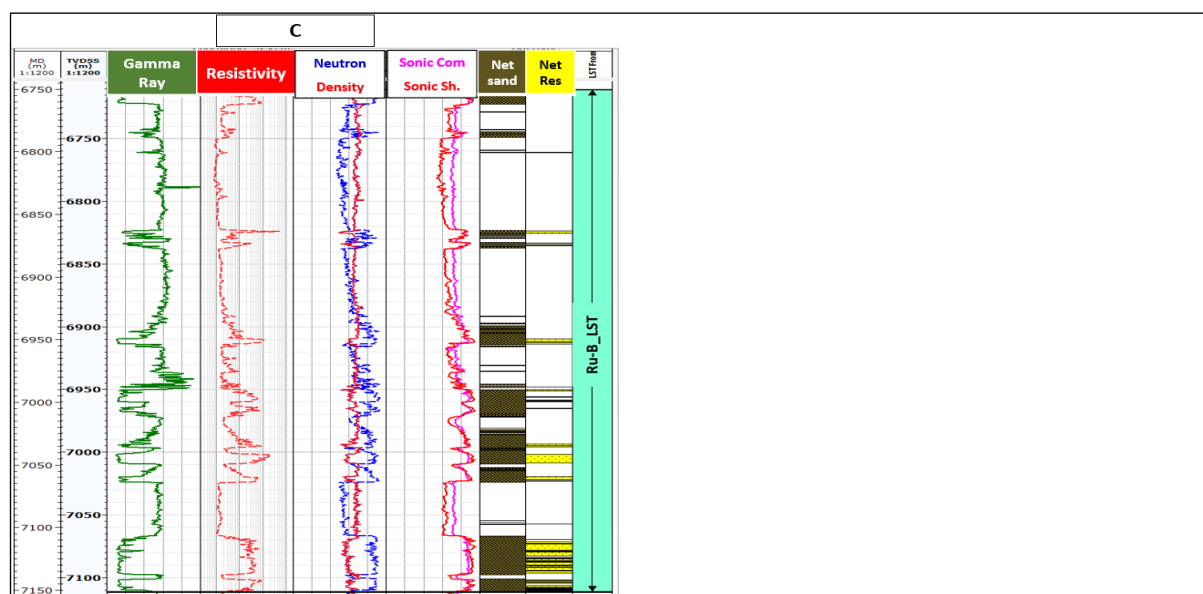 C
MD
(m)
1:1200
TVDSS
(m)
1:1200
Gamma
Ray
Resistivity
Neutron
Density
Sonic Com
Sonic Sh.
Net
sand
Net
Res
LST From
6750
6800
6850
6900
6950
7000
7050
7100
7150
6750
6800
6850
6900
6950
7000
7050
7100
Ru-B_LST